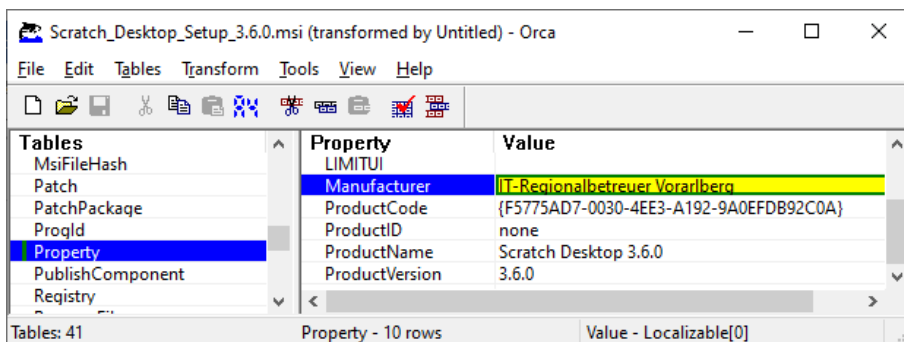 Scratch_Desktop_Setup_3.6.0.msi (transformed by Untitled) - Orca
File Edit Tables Transform Tools View Help
Tables
MsiFileHash
Patch
PatchPackage
ProgId
Property
PublishComponent
Registry
Property Value
LIMITUI
Manufacturer IT-Regionalbetreuer Vorarlberg
ProductCode {F5775AD7-0030-4EE3-A192-9A0EFDB92C0A}
ProductID none
ProductName Scratch Desktop 3.6.0
ProductVersion 3.6.0
Tables: 41 Property - 10 rows Value - Localizable[0]